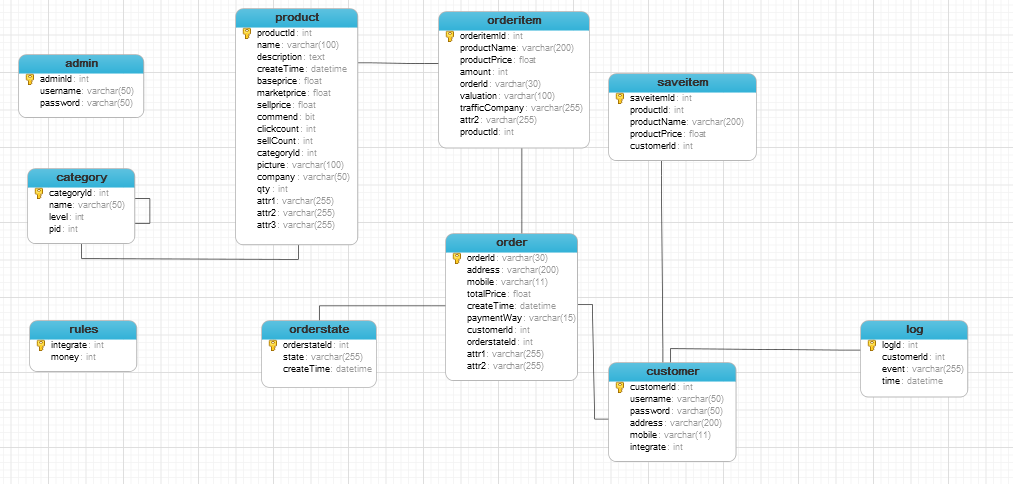 product
productId: int
name: varchar(100)
description: text
createTime: datetime
baseprice: float
marketprice: float
sellprice: float
commend: bit
clickcount: int
sellCount: int
categoryId: int
picture: varchar(100)
company: varchar(50)
qty: int
attr1: varchar(255)
attr2: varchar(255)
attr3: varchar(255)
orderitem
orderitemId: int
productName: varchar(200)
productPrice: float
amount: int
orderId: varchar(30)
valuation: varchar(100)
trafficCompany: varchar(255)
attr2: varchar(255)
productId: int
admin
adminId: int
username: varchar(50)
password: varchar(50)
saveitem
saveitemId: int
productId: int
productName: varchar(200)
productPrice: float
customerId: int
category
categoryId: int
name: varchar(50)
level: int
pid: int
order
orderId: varchar(30)
address: varchar(200)
mobile: varchar(11)
totalPrice: float
createTime: datetime
paymentWay: varchar(15)
customerId: int
orderstateId: int
attr1: varchar(255)
attr2: varchar(255)
rules
integrate: int
money: int
orderstate
orderstateId: int
state: varchar(255)
createTime: datetime
customer
customerId: int
username: varchar(50)
password: varchar(50)
address: varchar(200)
mobile: varchar(11)
integrate: int
log
logId: int
customerId: int
event: varchar(255)
time: datetime